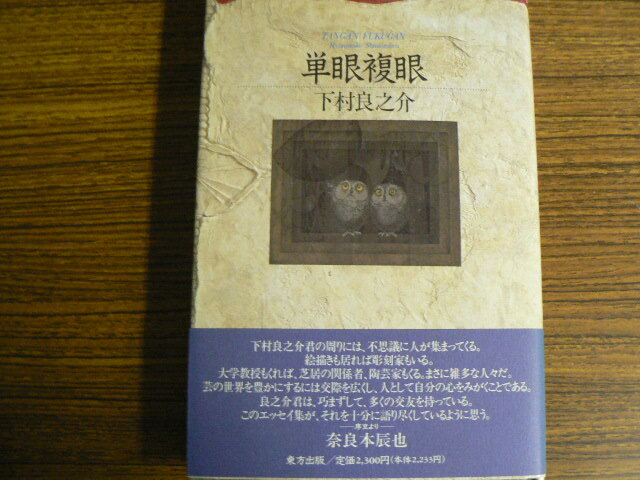 TANGAN FUKUGAN
Ryonosuke Shimomura
単眼複眼
下村良之介
下村良之介君の周りには、不思議に人が集まってくる。
絵描きも居れば彫刻家もいる。
大学教授もくれば、芝居の関係者、陶芸家もくる。まさに雑多な人々だ。
芸の世界を豊かにするには交際を広くし、人として自分の心をみがくことである。
良之介君は、巧まずして、多くの交友を持っている。
このエッセイ集が、それを十分に語り尽くしているように思う。
──序文より──
奈良本辰也
東方出版／定価2,300円(本体2,233円)